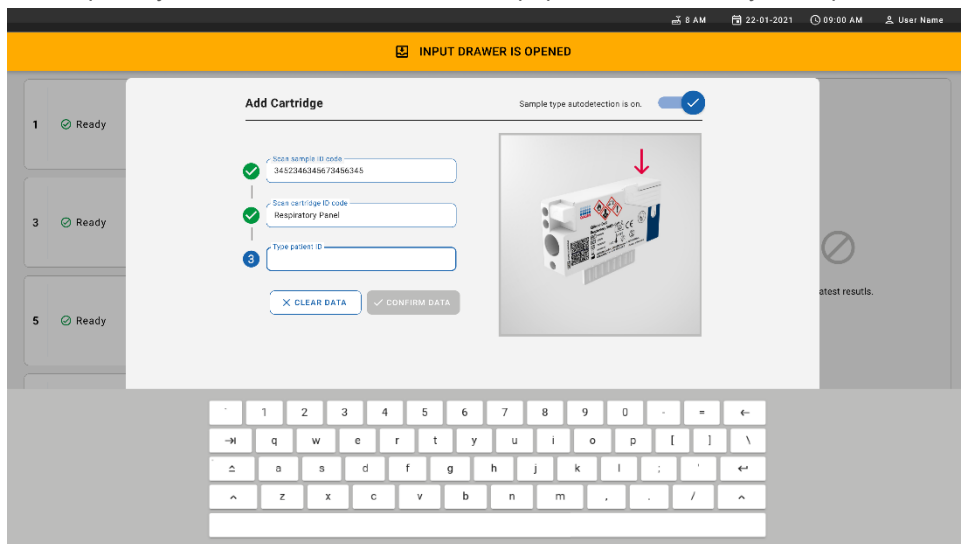 8 AM 22-01-2021 09:00 AM User Name
INPUT DRAWER IS OPENED
Add Cartridge
Sample type autodetection is on.
1 Ready
Scan sample ID code
3452346345673456345
Scan cartridge ID code
Respiratory Panel
3 Ready
Type patient ID
3
CLEAR DATA
CONFIRM DATA
atest resutls.
5 Ready
` 1 2 3 4 5 6 7 8 9 0 - =
q w e r t y u i o p [ ] \
a s d f g h j k l ; '
z x c v b n m , . /